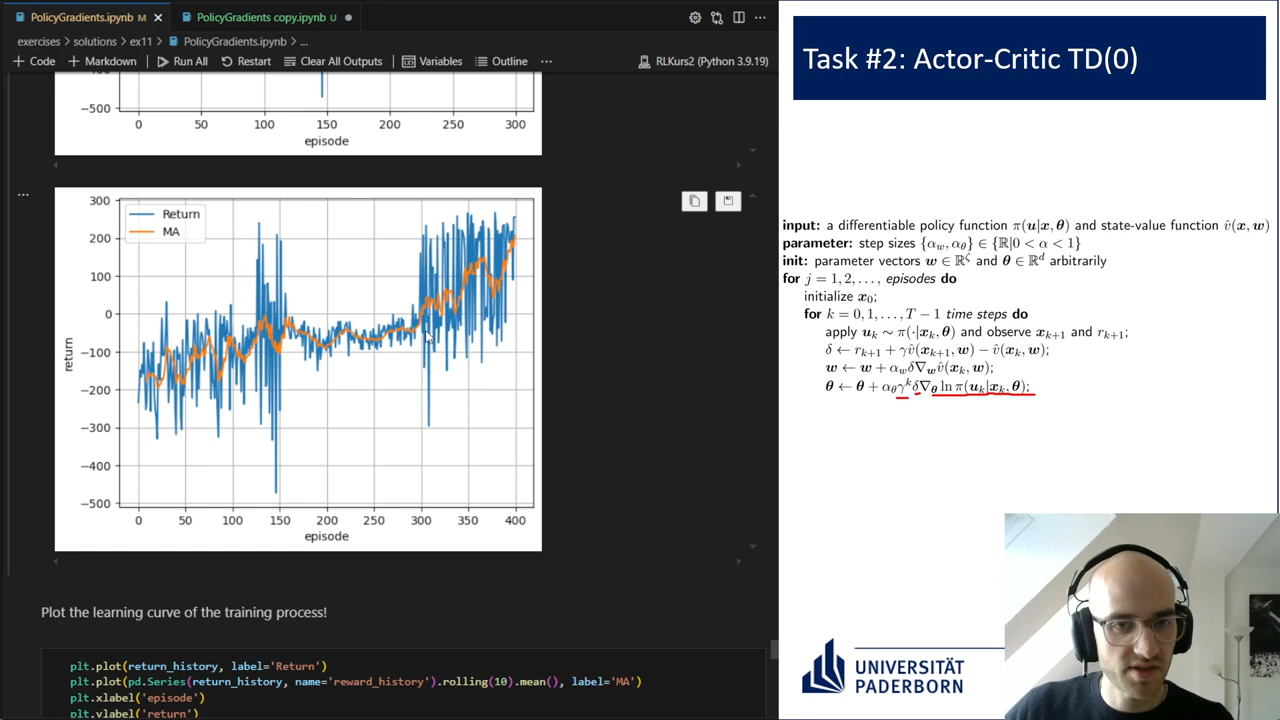 PolicyGradients.ipynb M
PolicyGradients copy.ipynb U
exercises > solutions > ex11 > PolicyGradients.ipynb > ...
+ Code + Markdown Run All Restart Clear All Outputs Variables Outline ... RLKurs2 (Python 3.9.19)
−500
0 50 100 150 200 250 300
episode
...
300
200
100
0
−100
−200
−300
−400
−500
return
Return
MA
0 50 100 150 200 250 300 350 400
episode
Plot the learning curve of the training process!
plt.plot(return_history, label='Return')
plt.plot(pd.Series(return_history, name='reward_history').rolling(10).mean(), label='MA')
plt.xlabel('episode')
plt.ylabel('return')
Task #2: Actor-Critic TD(0)
input: a differentiable policy function π(u|x, θ) and state-value function v̂(x, w)
parameter: step sizes {α_w, α_θ} ∈ {ℝ|0 < α < 1}
init: parameter vectors w ∈ ℝ^ζ and θ ∈ ℝ^d arbitrarily
for j = 1, 2, . . . , episodes do
initialize x₀;
for k = 0, 1, . . . , T − 1 time steps do
apply u_k ∼ π(·|x_k, θ) and observe x_{k+1} and r_{k+1};
δ ← r_{k+1} + γv̂(x_{k+1}, w) − v̂(x_k, w);
w ← w + α_w δ∇_w v̂(x_k, w);
θ ← θ + α_θ γ^k δ∇_θ ln π(u_k|x_k, θ);
UNIVERSITÄT
PADERBORN